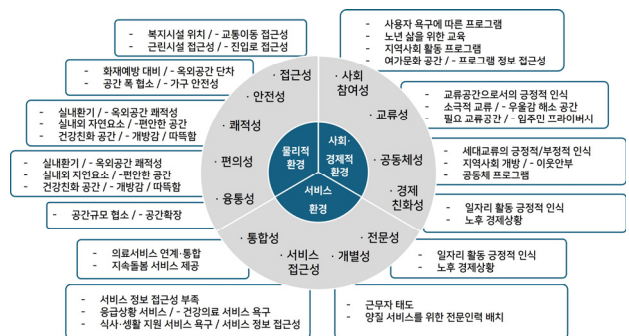 - 복지시설 위치 / - 교통이동 접근성
- 근린시설 접근성 / - 진입로 접근성
- 화재예방 대비 / - 옥외공간 단차
- 공간 폭 협소 / - 가구 안전성
- 실내환기 / - 옥외공간 쾌적성
- 실내외 자연요소 / -편안한 공간
- 건강친화 공간 / - 개방감 / 따뜩함
- 실내환기 / - 옥외공간 쾌적성
- 실내외 자연요소 / -편안한 공간
- 건강친화 공간 / - 개방감 / 따뜩함
- 공간규모 협소 / - 공간확장
- 의료서비스 연계·통합
- 지속돌봄 서비스 제공
- 서비스 정보 접근성 부족
- 응급상황 서비스 / - 건강의료 서비스 욕구
- 식사·생활 지원 서비스 욕구 / 서비스 정보 접근성
· 접근성
· 안전성
· 쾌적성
· 편의성
· 융통성
· 통합성
· 서비스
접근성
· 개별성
· 전문성
· 사회
참여성
· 교류성
· 공동체성
· 경제
친화성
물리적
환경
사회·
경제적
환경
서비스
환경
- 사용자 욕구에 따른 프로그램
- 노년 삶을 위한 교육
- 지역사회 활동 프로그램
- 여가문화 공간 / - 프로그램 정보 접근성
- 교류공간으로서의 긍정적 인식
- 소극적 교류 / - 우울감 해소 공간
- 필요 교류공간 / - 입주민 프라이버시
- 세대교류의 긍정적/부정적 인식
- 지역사회 개방 / - 이웃안부
- 공동체 프로그램
- 일자리 활동 긍정적 인식
- 노후 경제상황
- 일자리 활동 긍정적 인식
- 노후 경제상황
- 근무자 태도
- 양질 서비스를 위한 전문인력 배치